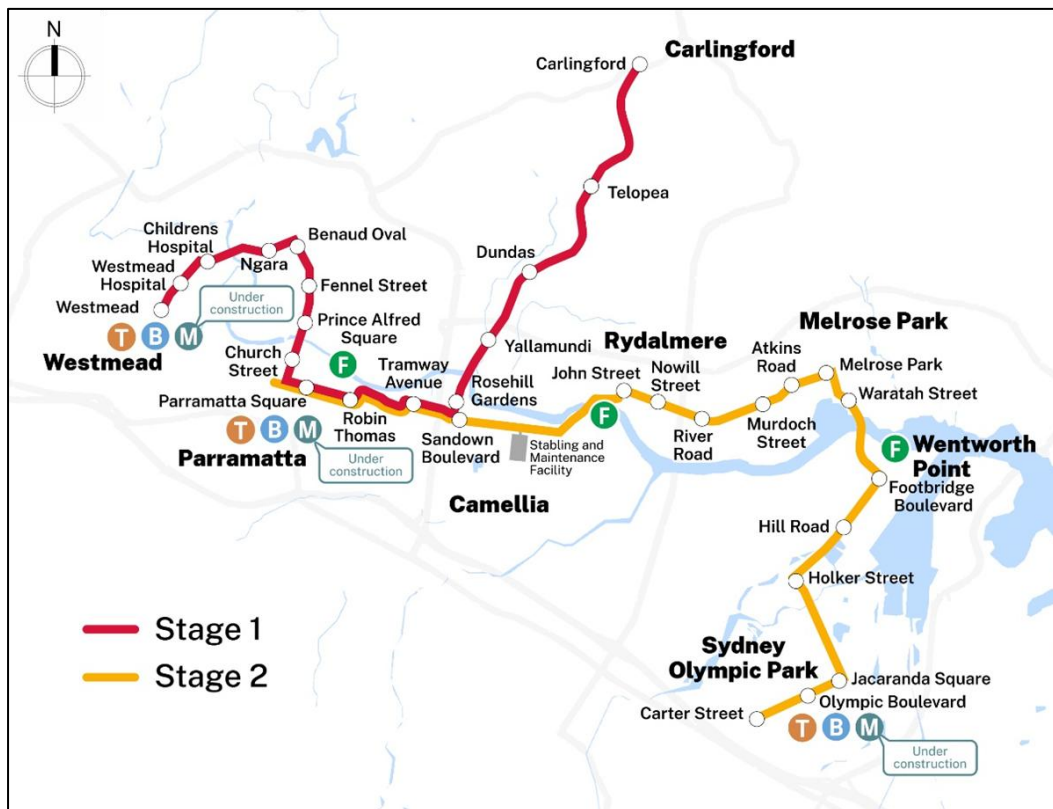 N
Carlingford
Carlingford
Telopea
Dundas
Yallamundi
Rosehill
Gardens
Childrens
Hospital
Benaud Oval
Ngara
Westmead
Hospital
Fennel Street
Westmead
Under
construction
T B M
Westmead
Prince Alfred
Square
F
Church
Street
Tramway
Avenue
Parramatta Square
Robin
Thomas
Sandown
Boulevard
T B M
Parramatta
Under
construction
Stabling and
Maintenance
Facility
Camellia
Rydalmere
John Street
F
Nowill
Street
River
Road
Melrose Park
Atkins
Road
Murdoch
Street
Melrose Park
Waratah Street
F
Wentworth
Point
Footbridge
Boulevard
Hill Road
Holker Street
Sydney
Olympic Park
Jacaranda Square
Olympic Boulevard
Carter Street
T B M
Under
construction
Stage 1
Stage 2